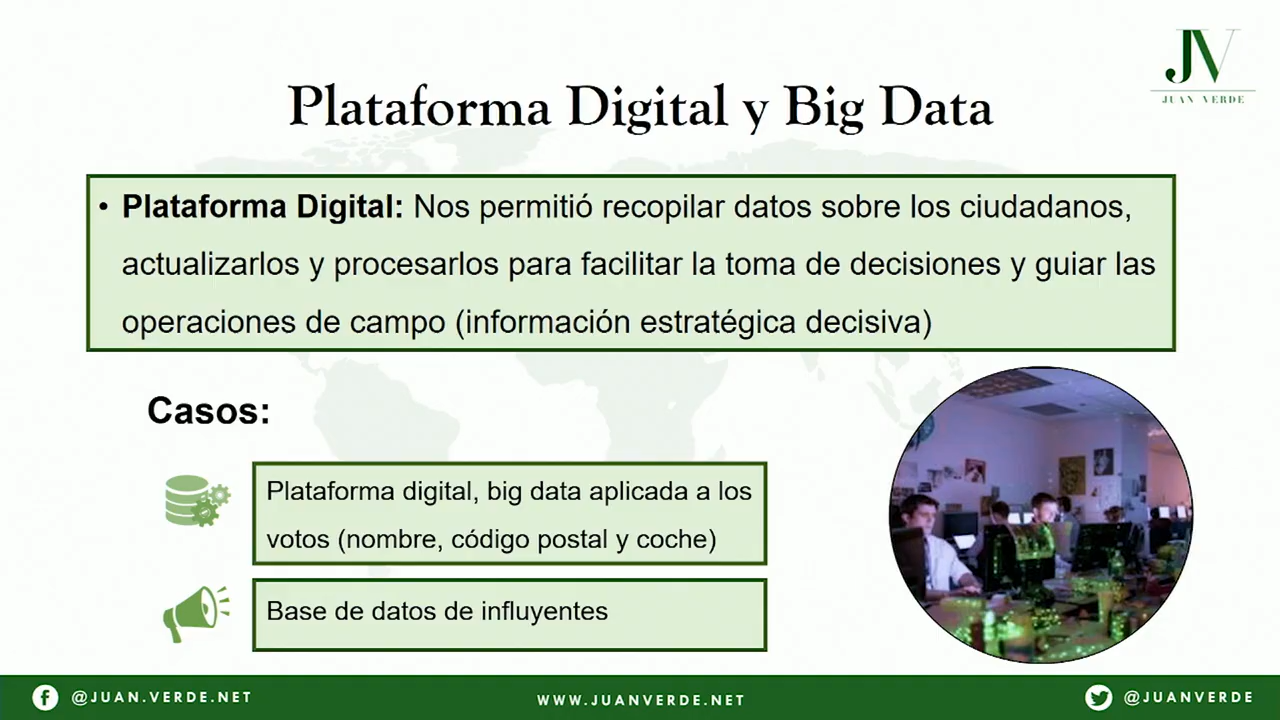 JV
JUAN VERDE
Plataforma Digital y Big Data
• Plataforma Digital: Nos permitió recopilar datos sobre los ciudadanos,
actualizarlos y procesarlos para facilitar la toma de decisiones y guiar las
operaciones de campo (información estratégica decisiva)
Casos:
Plataforma digital, big data aplicada a los
votos (nombre, código postal y coche)
Base de datos de influyentes
@JUAN.VERDE.NET
WWW.JUANVERDE.NET
@JUANVERDE